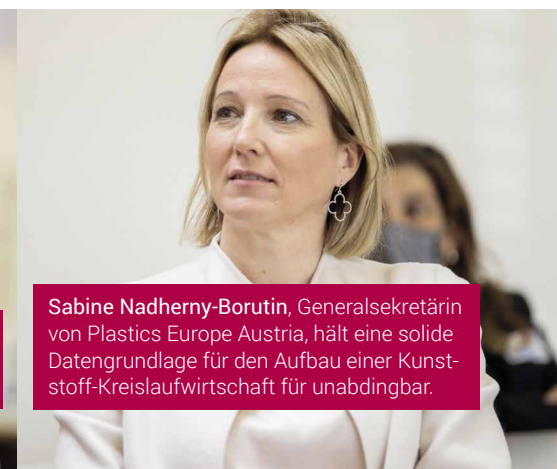 Sabine Nadherny-Borutin, Generalsekretärin
von Plastics Europe Austria, hält eine solide
Datengrundlage für den Aufbau einer Kunst-
stoff-Kreislaufwirtschaft für unabdingbar.